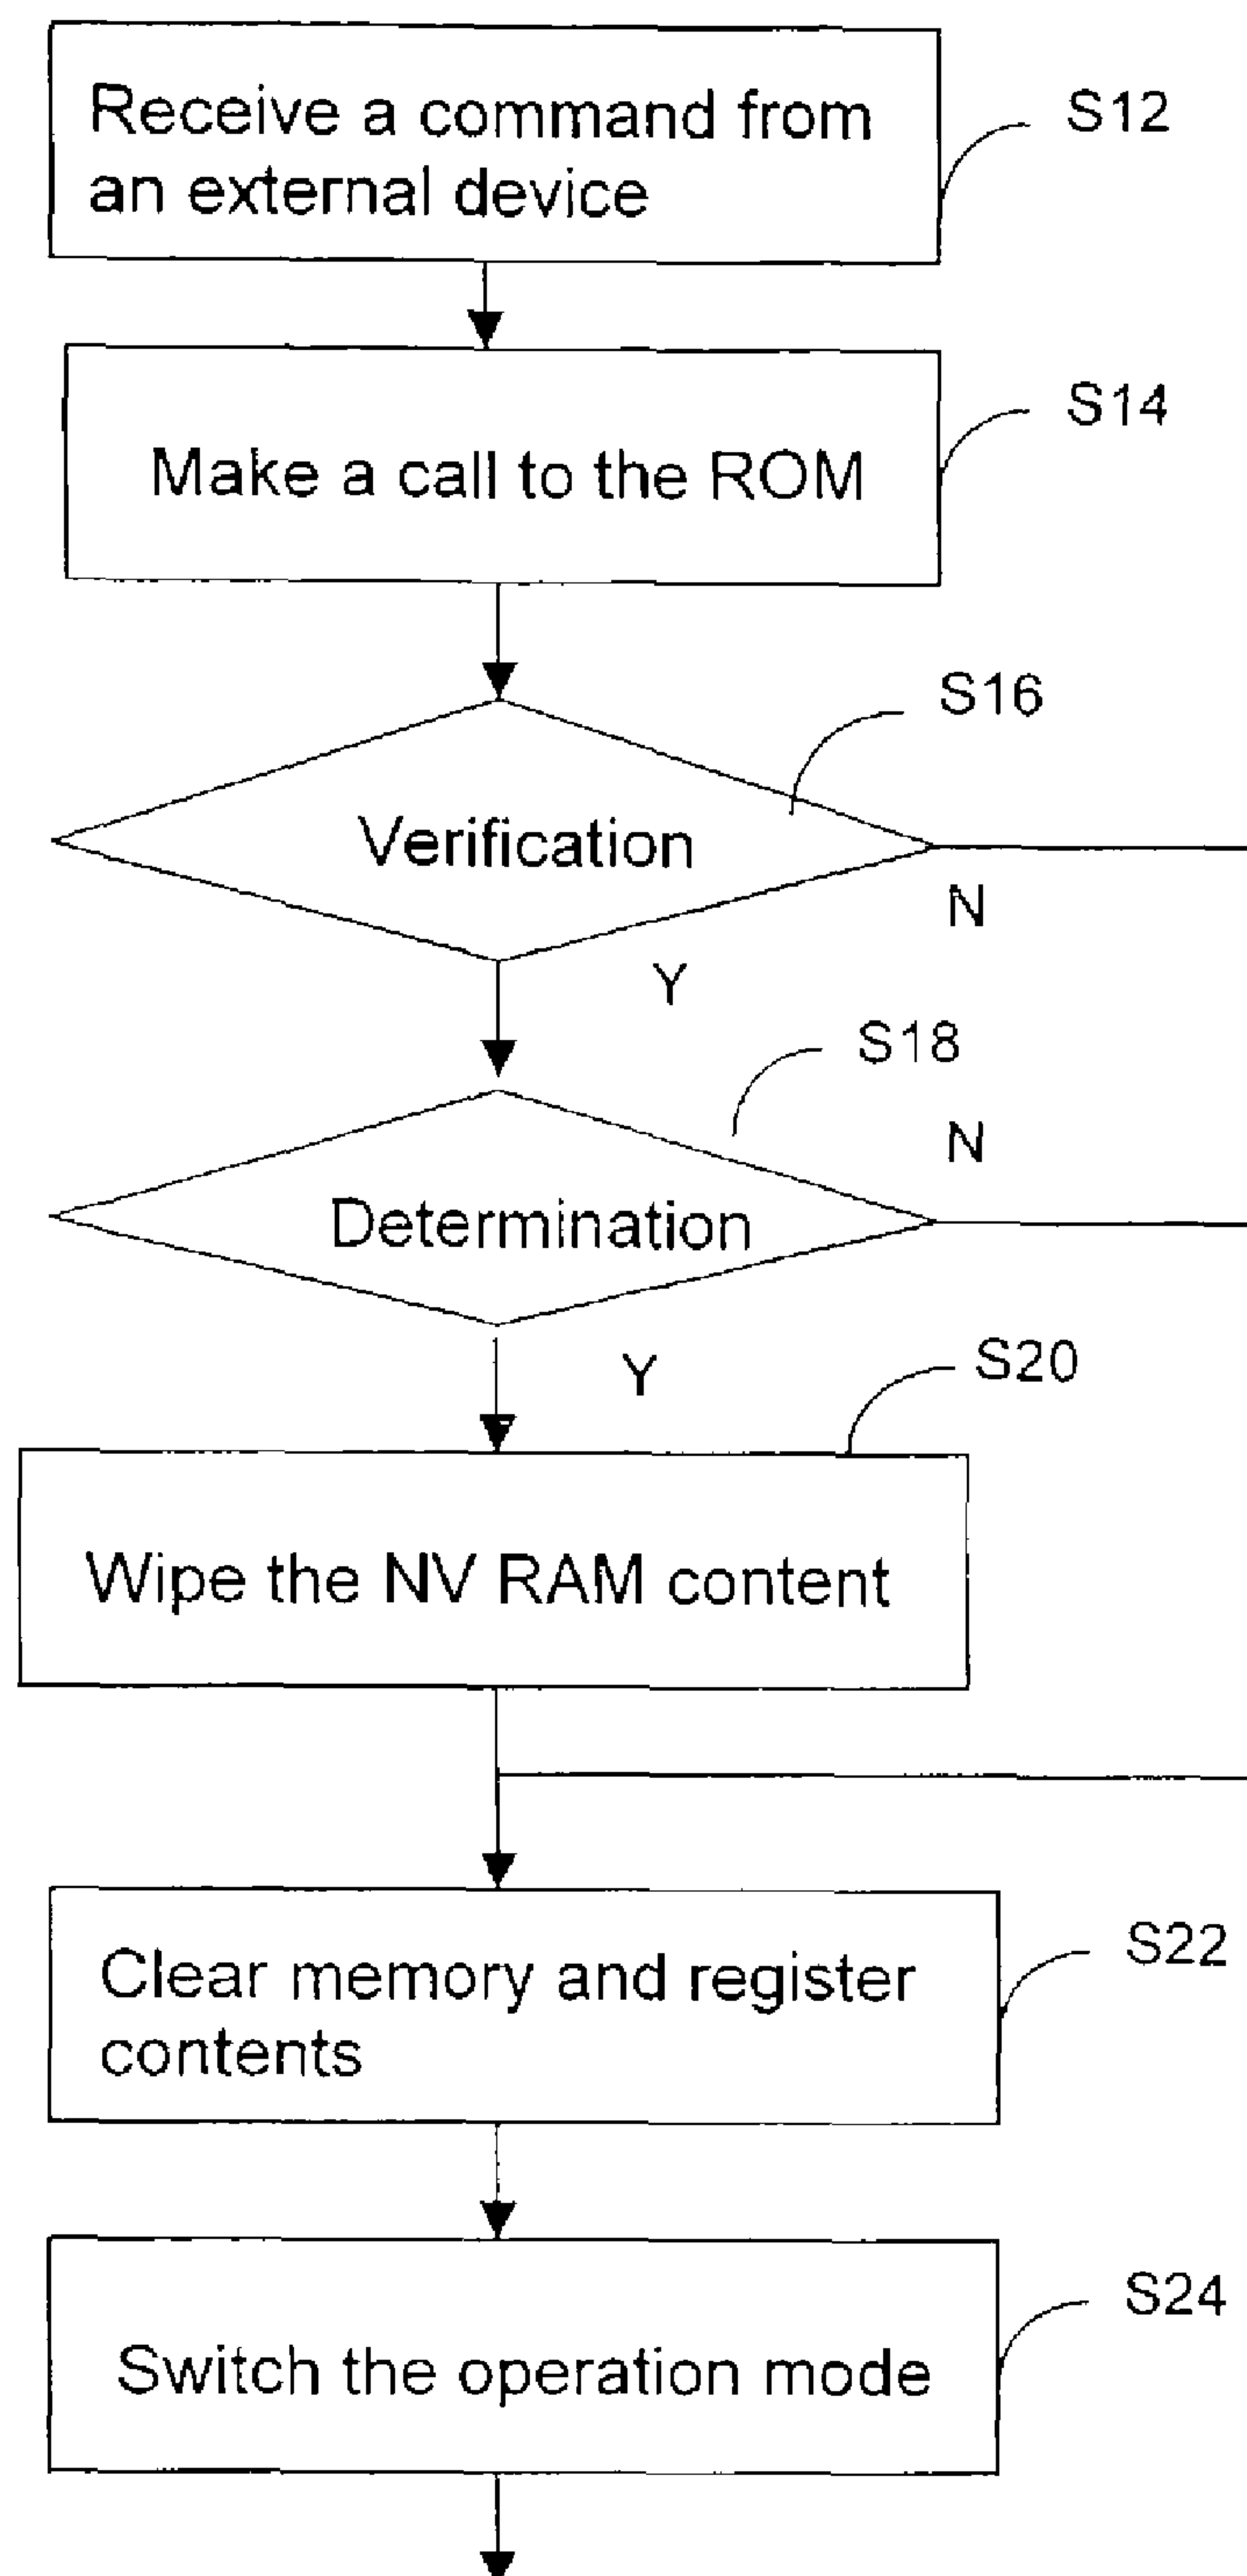 Receive a command from
an external device
S12
Make a call to the ROM
S14
S16
Verification
N
Y
S18
N
Determination
Y
S20
Wipe the NV RAM content
Clear memory and register
contents
S22
S24
Switch the operation mode